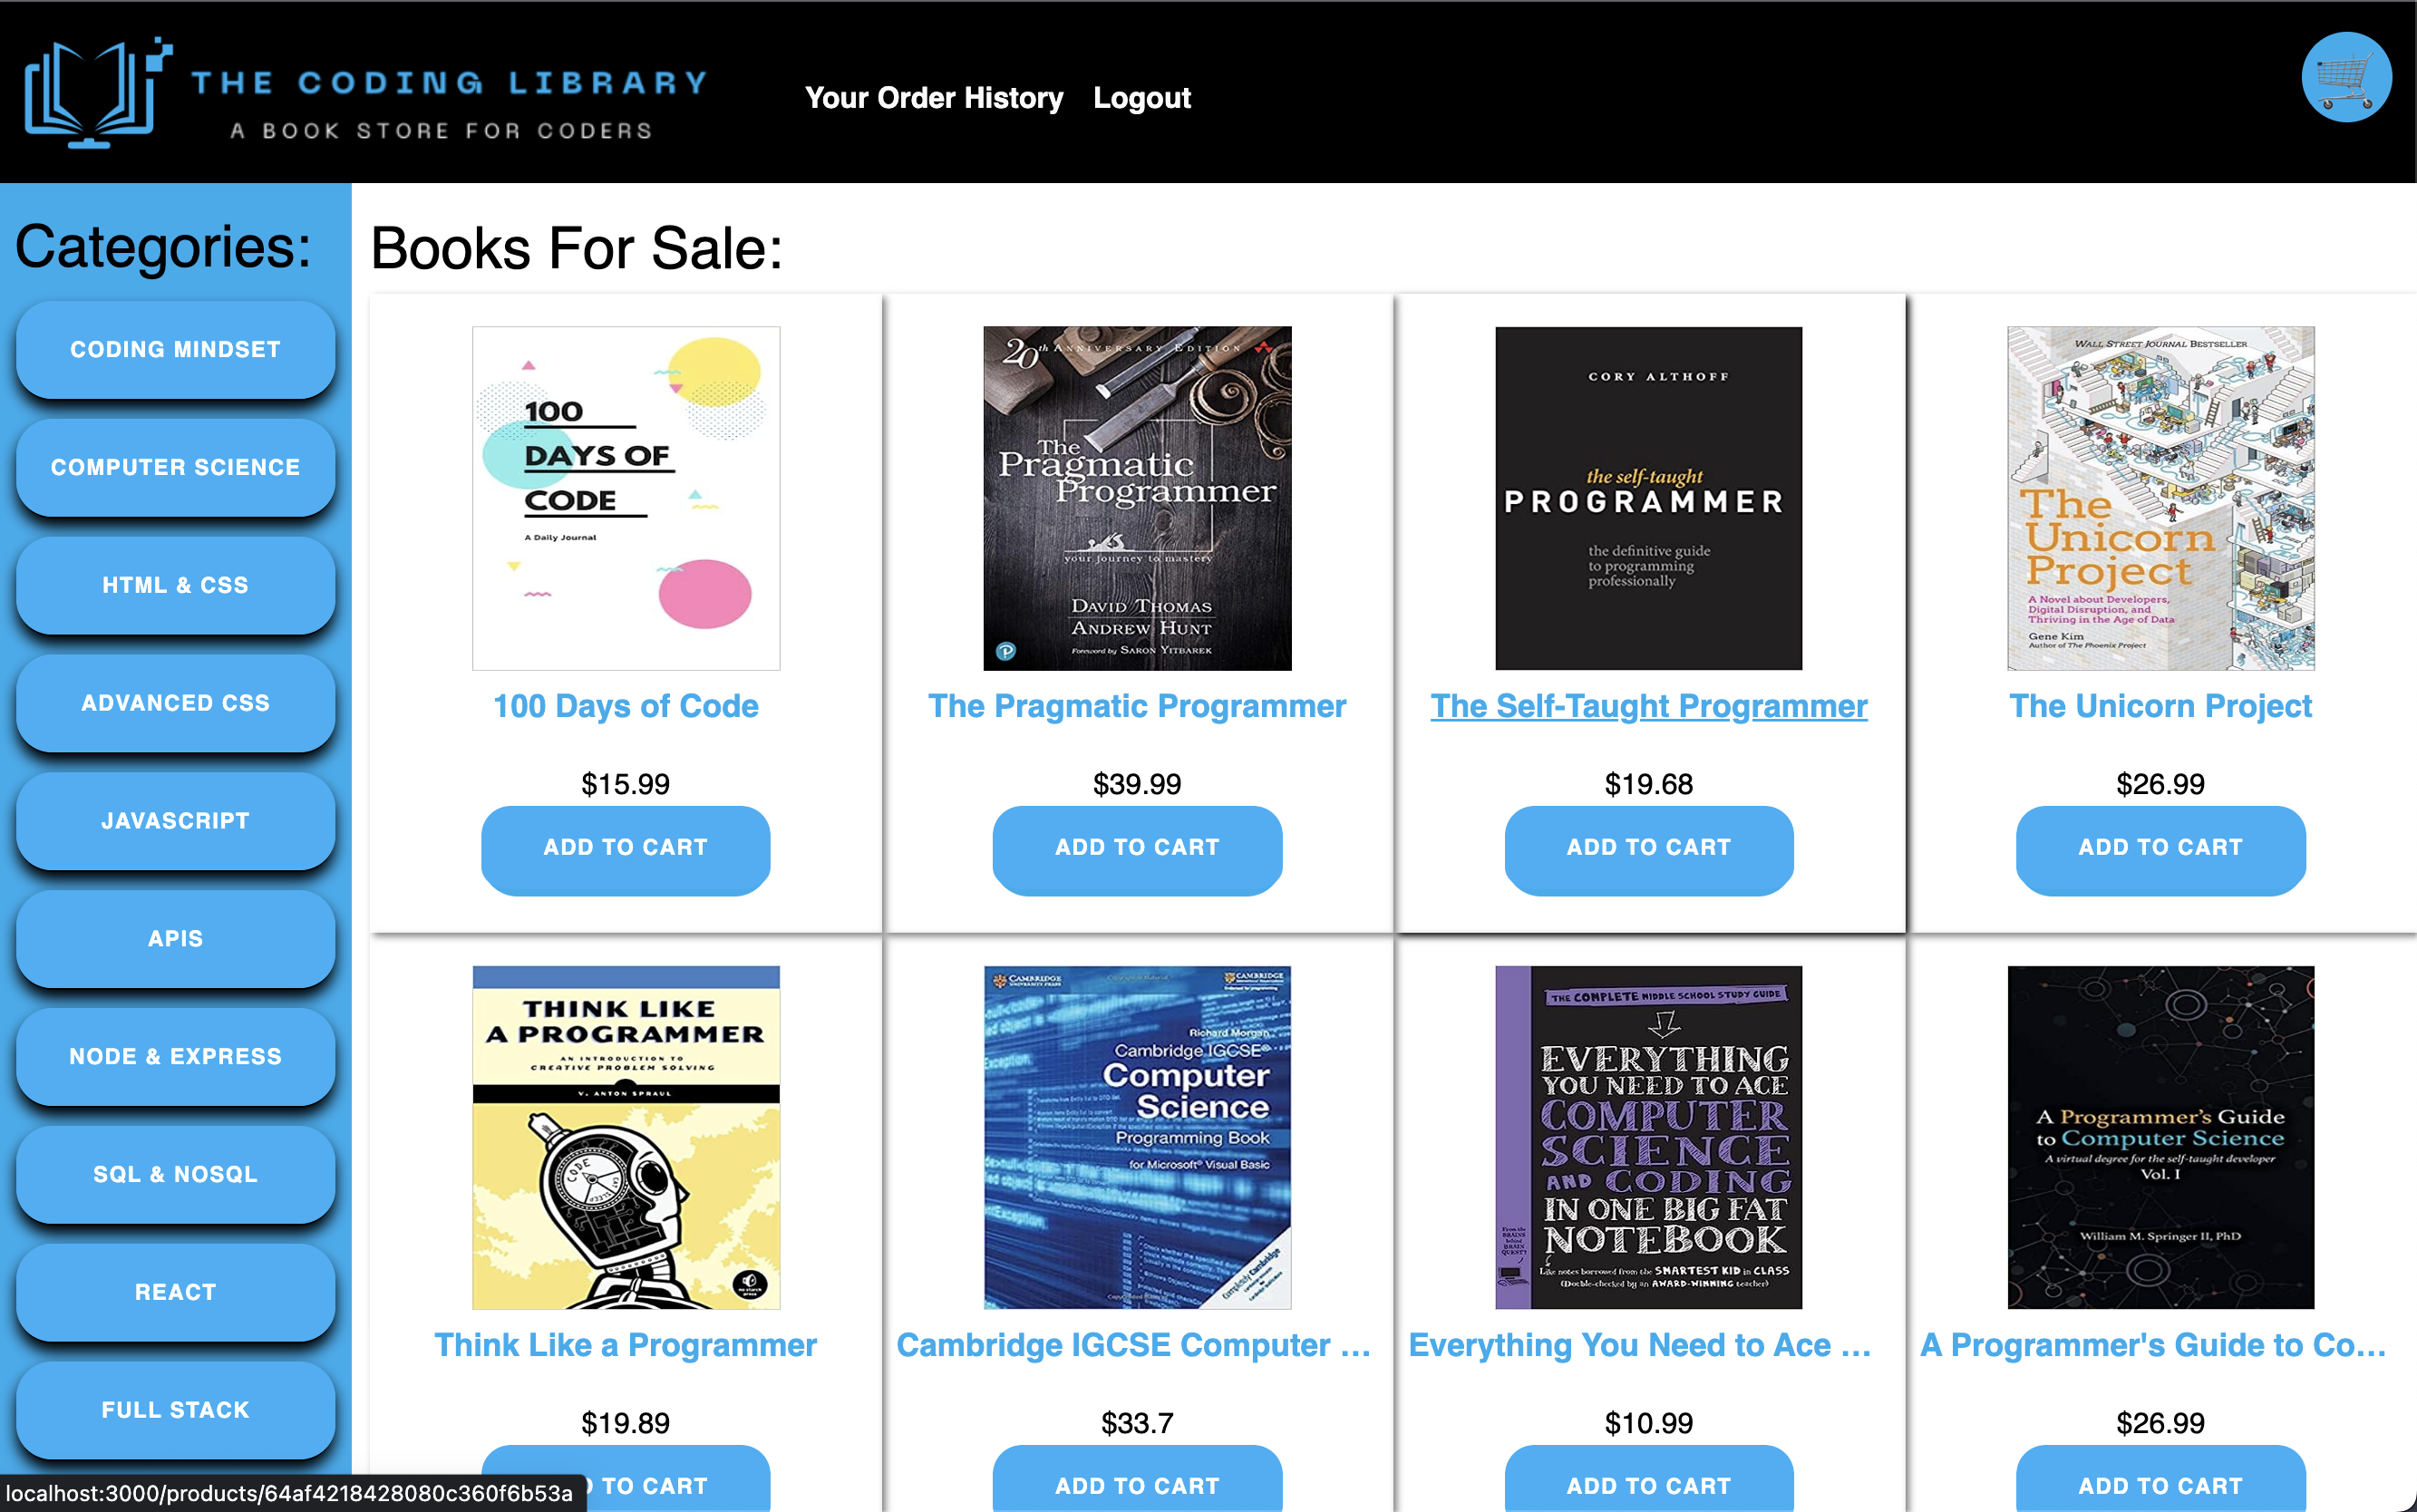 THE CODING LIBRARY
A BOOK STORE FOR CODERS
Your Order History
Logout
Categories:
CODING MINDSET
COMPUTER SCIENCE
HTML & CSS
ADVANCED CSS
JAVASCRIPT
APIS
NODE & EXPRESS
SQL & NOSQL
REACT
FULL STACK
Books For Sale:
100
DAYS OF
CODE
A Daily Journal
100 Days of Code
$15.99
ADD TO CART
20th ANNIVERSARY EDITION
The
Pragmatic
Programmer
your journey to mastery
DAVID THOMAS
ANDREW HUNT
Foreword by SARON YITBAREK
The Pragmatic Programmer
$39.99
ADD TO CART
CORY ALTHOFF
the self-taught
PROGRAMMER
the definitive guide
to programming
professionally
The Self-Taught Programmer
$19.68
ADD TO CART
WALL STREET JOURNAL BESTSELLER
The
Unicorn
Project
A Novel about Developers,
Digital Disruption, and
Thriving in the Age of Data
Gene Kim
Author of The Phoenix Project
The Unicorn Project
$26.99
ADD TO CART
THINK LIKE
A PROGRAMMER
AN INTRODUCTION TO
CREATIVE PROBLEM SOLVING
V. ANTON SPRAUL
CODE
Think Like a Programmer
$19.89
TO CART
CAMBRIDGE
UNIVERSITY PRESS
CAMBRIDGE
Richard Morgan
Cambridge IGCSE®
Computer
Science
Programming Book
for Microsoft® Visual Basic
Completely Cambridge
Cambridge IGCSE Computer ...
$33.7
ADD TO CART
THE COMPLETE MIDDLE SCHOOL STUDY GUIDE
EVERYTHING
YOU NEED TO ACE
COMPUTER
SCIENCE
AND CODING
IN ONE BIG FAT
NOTEBOOK
From the
BRAINS
behind
BRAIN
QUEST
Like notes borrowed from the SMARTEST KID in CLASS
(Double-checked by an AWARD-WINNING teacher)
Everything You Need to Ace ...
$10.99
ADD TO CART
A Programmer's Guide
to Computer Science
A virtual degree for the self-taught developer
Vol. I
William M. Springer II, PhD
A Programmer's Guide to Co...
$26.99
ADD TO CART
localhost:3000/products/64af4218428080c360f6b53a